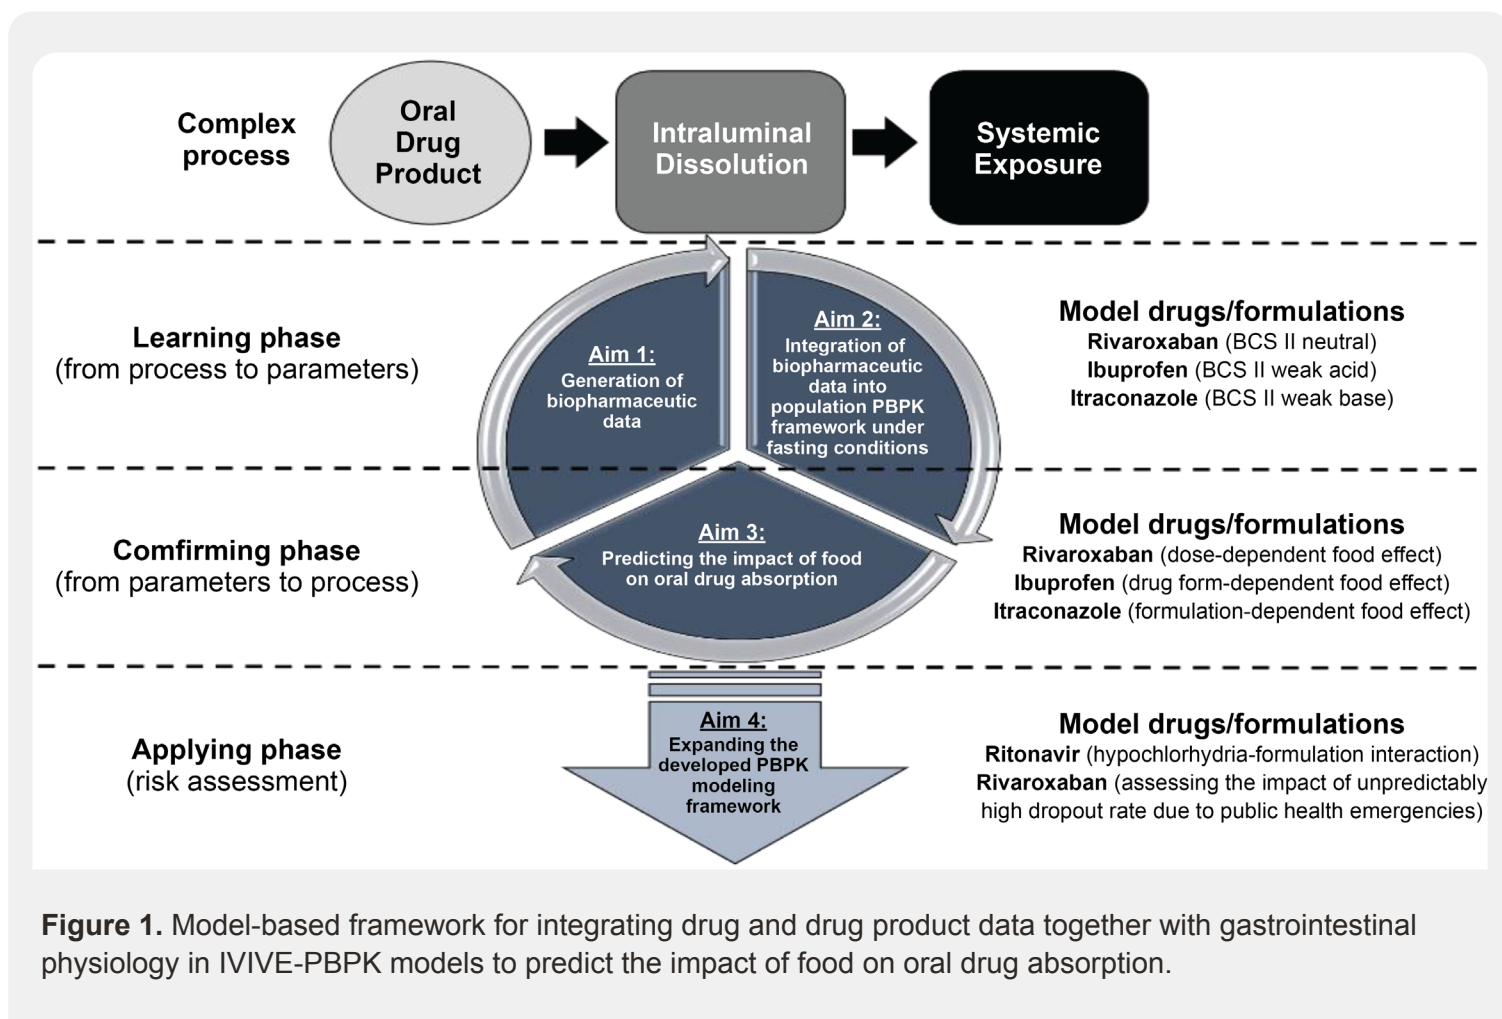 Complex
process
Oral
Drug
Product
Intraluminal
Dissolution
Systemic
Exposure
Learning phase
(from process to parameters)
Aim 1:
Generation of
biopharmaceutic
data
Aim 2:
Integration of
biopharmaceutic
data into
population PBPK
framework under
fasting conditions
Model drugs/formulations
Rivaroxaban (BCS II neutral)
Ibuprofen (BCS II weak acid)
Itraconazole (BCS II weak base)
Comfirming phase
(from parameters to process)
Aim 3:
Predicting the impact of food
on oral drug absorption
Model drugs/formulations
Rivaroxaban (dose-dependent food effect)
Ibuprofen (drug form-dependent food effect)
Itraconazole (formulation-dependent food effect)
Applying phase
(risk assessment)
Aim 4:
Expanding the
developed PBPK
modeling
framework
Model drugs/formulations
Ritonavir (hypochlorhydria-formulation interaction)
Rivaroxaban (assessing the impact of unpredictably
high dropout rate due to public health emergencies)
Figure 1. Model-based framework for integrating drug and drug product data together with gastrointestinal
physiology in IVIVE-PBPK models to predict the impact of food on oral drug absorption.